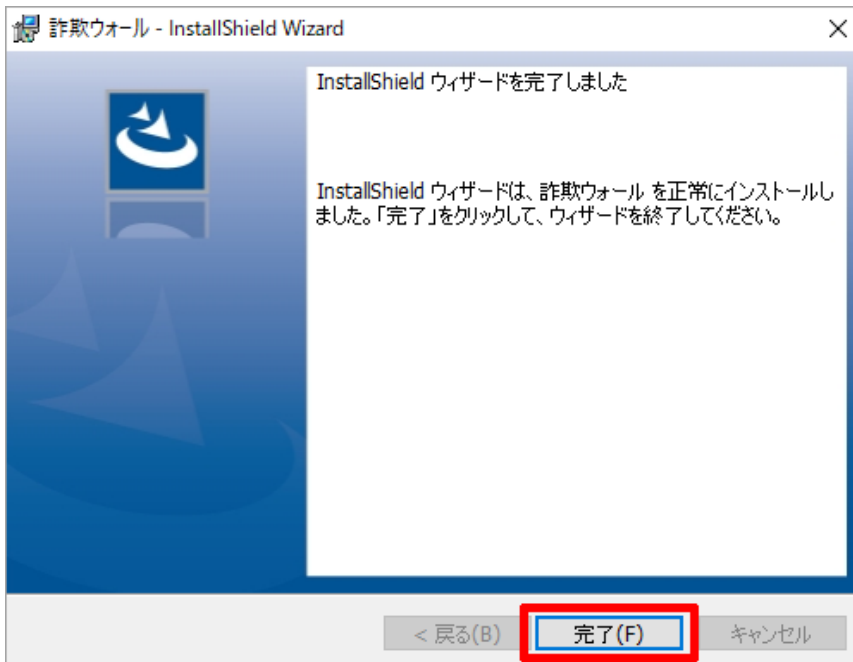 詐欺ウォール - InstallShield Wizard
InstallShield ウィザードを完了しました
InstallShield ウィザードは、詐欺ウォール を正常にインストールし
ました。「完了」をクリックして、ウィザードを終了してください。
< 戻る(B) 完了(F) キャンセル